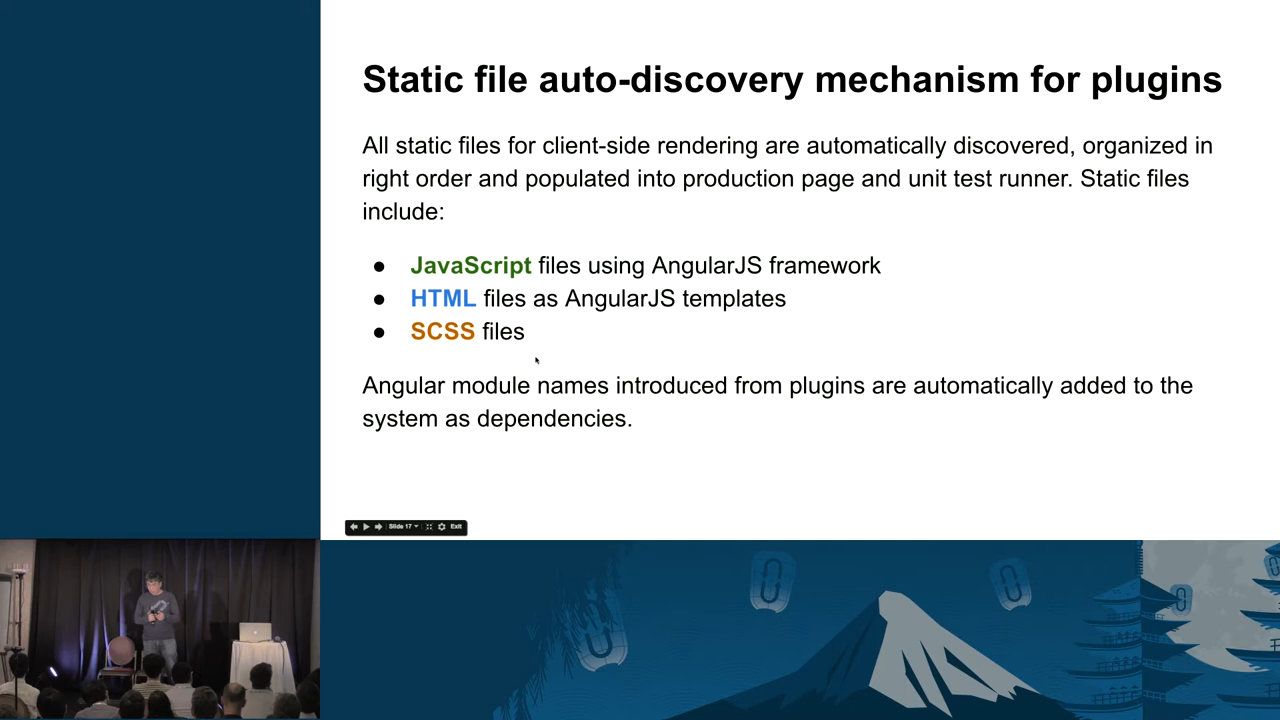 Static file auto-discovery mechanism for plugins
All static files for client-side rendering are automatically discovered, organized in
right order and populated into production page and unit test runner. Static files
include:
● JavaScript files using AngularJS framework
● HTML files as AngularJS templates
● SCSS files
Angular module names introduced from plugins are automatically added to the
system as dependencies.
Slide 17
Exit